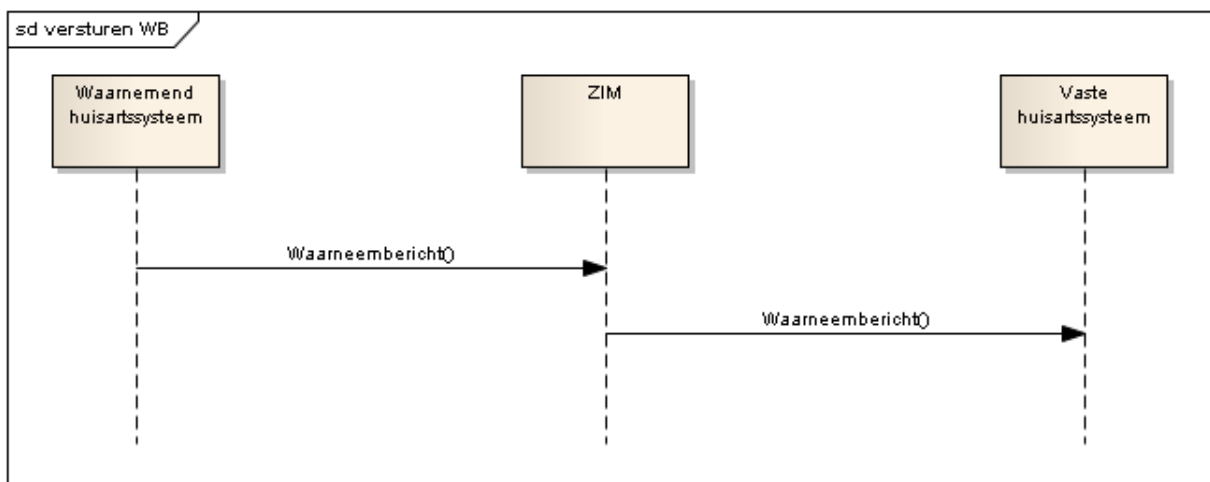 sd versturen WB
Waarnemend
huisartssysteem
ZIM
Vaste
huisartssysteem
Waarneembericht()
Waarneembericht()